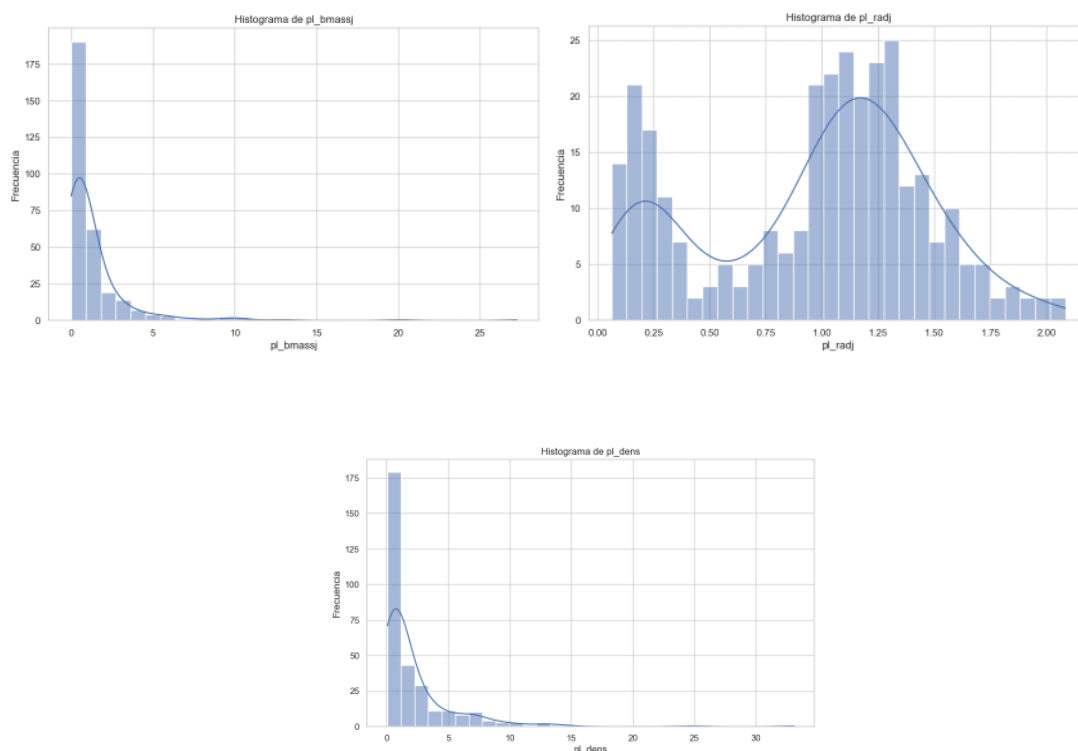 Histograma de pl_bmassj
175
150
125
100
75
50
25
0
Frecuencia
0 5 10 15 20 25
pl_bmassj
Histograma de pl_radj
25
20
15
10
5
0
Frecuencia
0.00 0.25 0.50 0.75 1.00 1.25 1.50 1.75 2.00
pl_radj
Histograma de pl_dens
175
150
125
100
75
50
25
0
Frecuencia
0 5 10 15 20 25 30
pl_dens